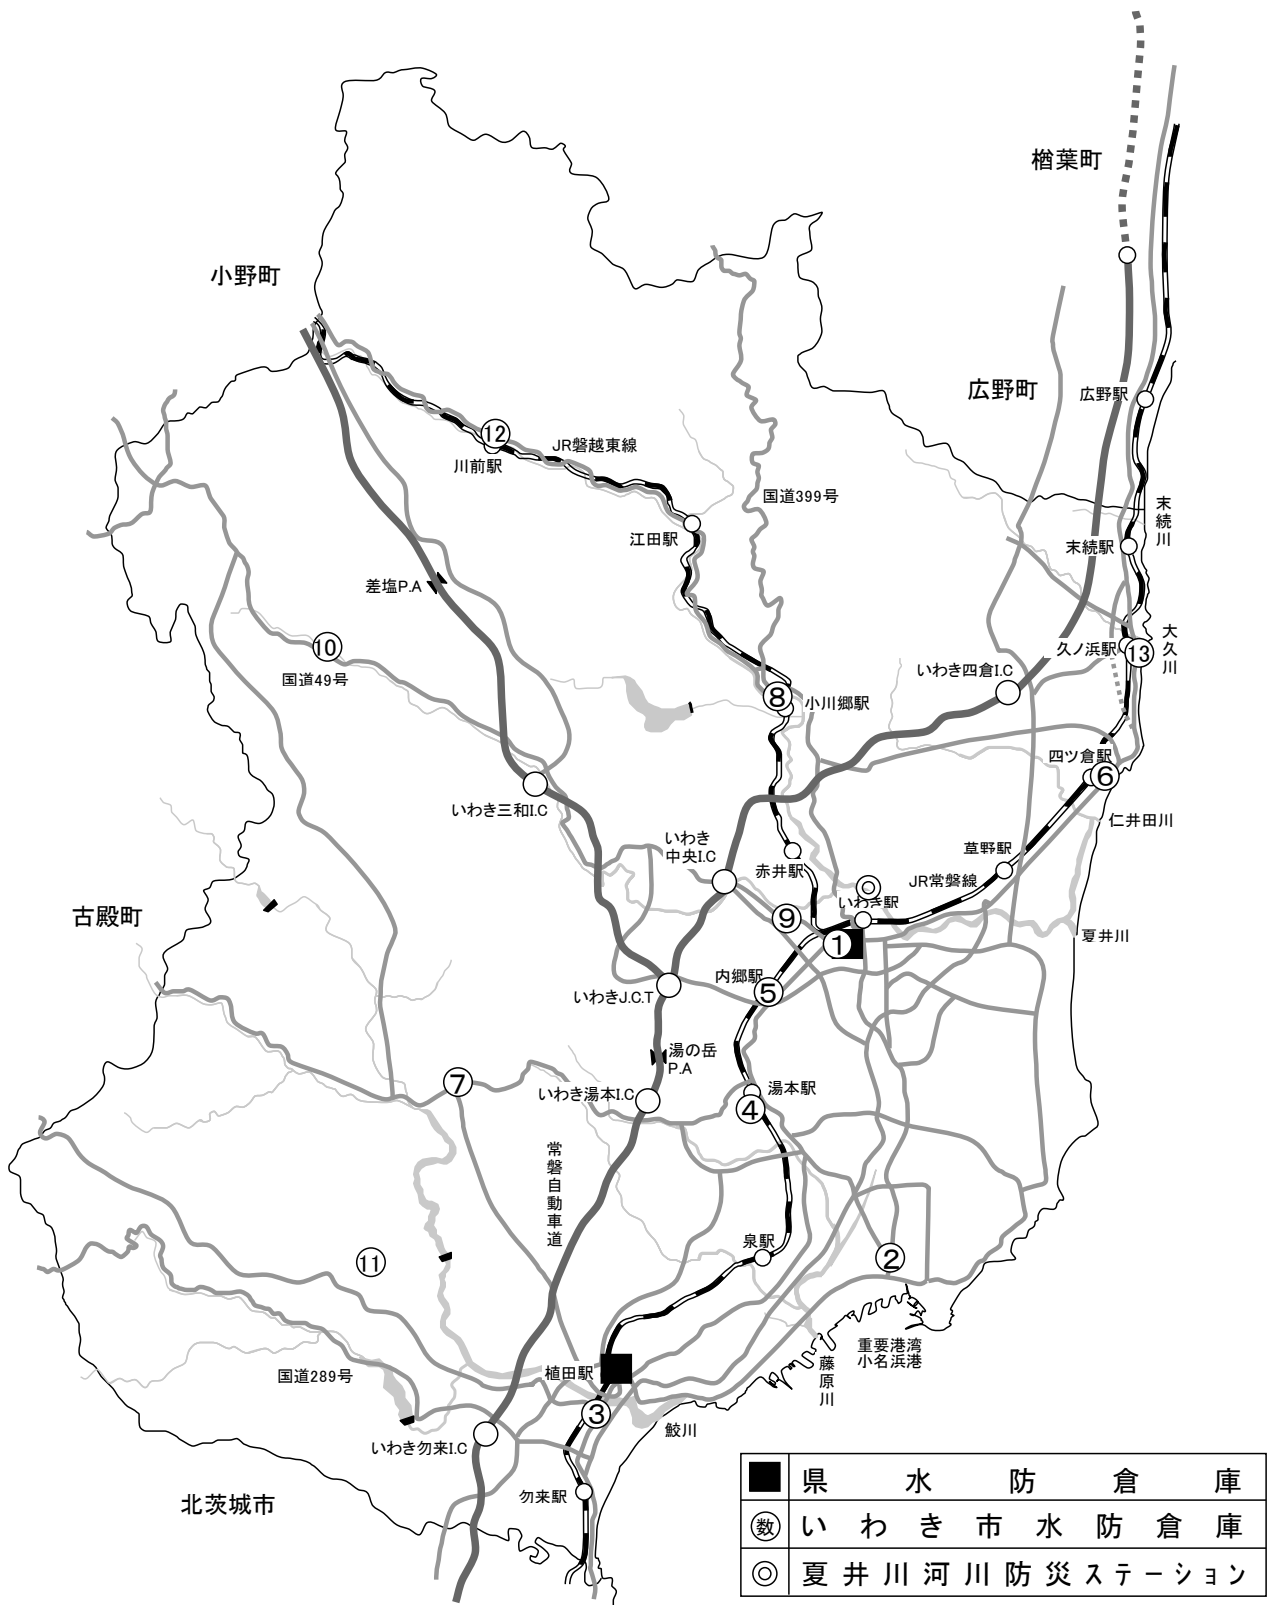 楢葉町
小野町
広野町
広野駅
⑫
JR磐越東線
川前駅
国道399号
末続川
江田駅
末続駅
差塩P.A
⑩
国道49号
大久川
久ノ浜駅
⑬
いわき四倉I.C
⑧
小川郷駅
四ツ倉駅
⑥
いわき三和I.C
仁井田川
いわき
中央I.C
赤井駅
草野駅
JR常磐線
いわき駅
古殿町
⑨
①
夏井川
内郷駅
⑤
いわきJ.C.T
湯の岳
P.A
⑦
いわき湯本I.C
湯本駅
④
常磐自動車道
泉駅
②
⑪
重要港湾
小名浜港
藤原川
植田駅
国道289号
③
鮫川
いわき勿来I.C
勿来駅
北茨城市
県水防倉庫
数 いわき市水防倉庫
夏井川河川防災ステーション